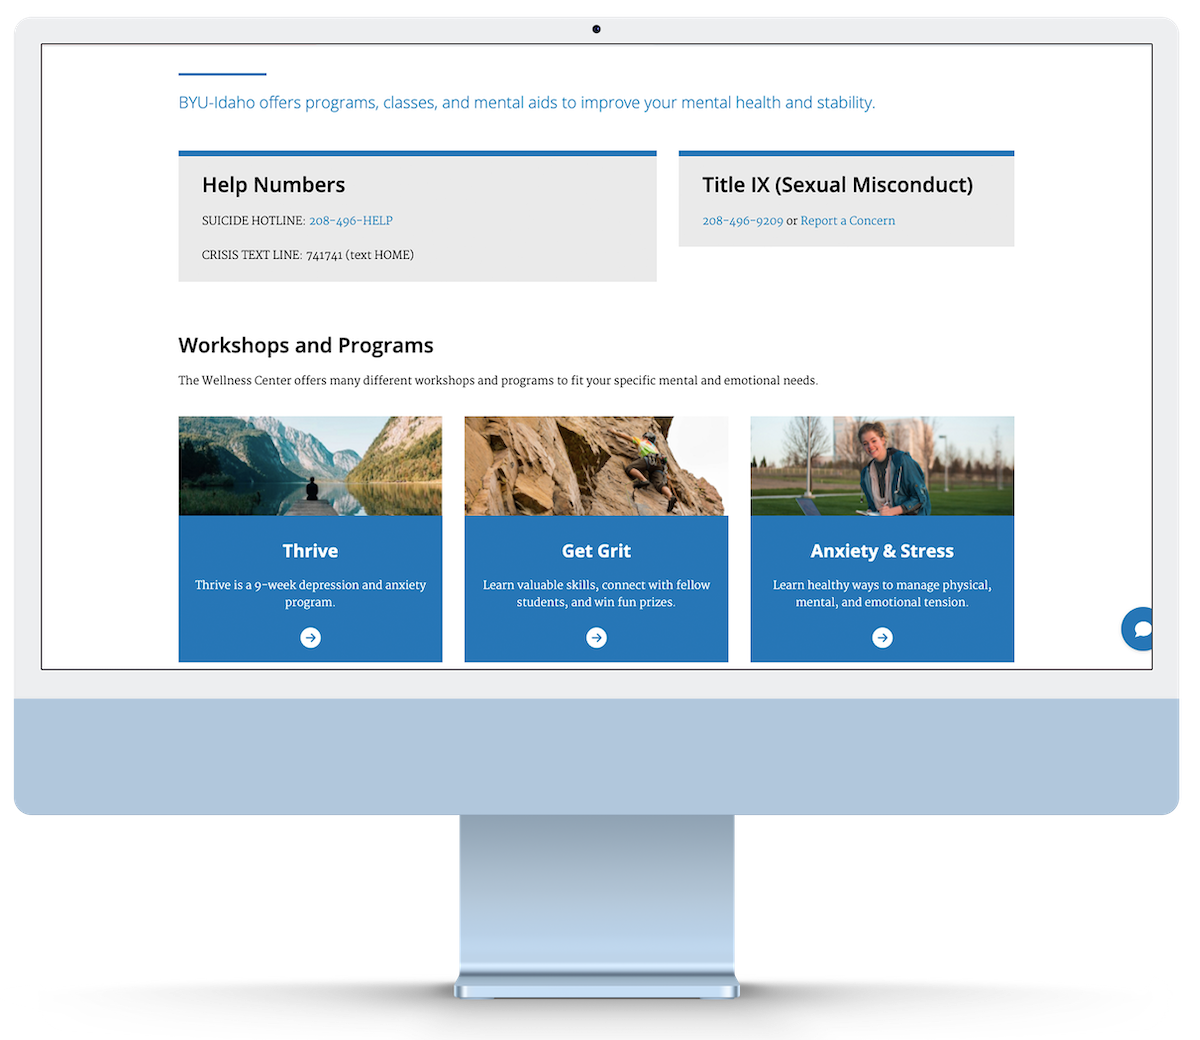 BYU-Idaho offers programs, classes, and mental aids to improve your mental health and stability.
Help Numbers
SUICIDE HOTLINE: 208-496-HELP
CRISIS TEXT LINE: 741741 (text HOME)
Title IX (Sexual Misconduct)
208-496-9209 or Report a Concern
Workshops and Programs
The Wellness Center offers many different workshops and programs to fit your specific mental and emotional needs.
Thrive
Thrive is a 9-week depression and anxiety
program.
Get Grit
Learn valuable skills, connect with fellow
students, and win fun prizes.
Anxiety & Stress
Learn healthy ways to manage physical,
mental, and emotional tension.